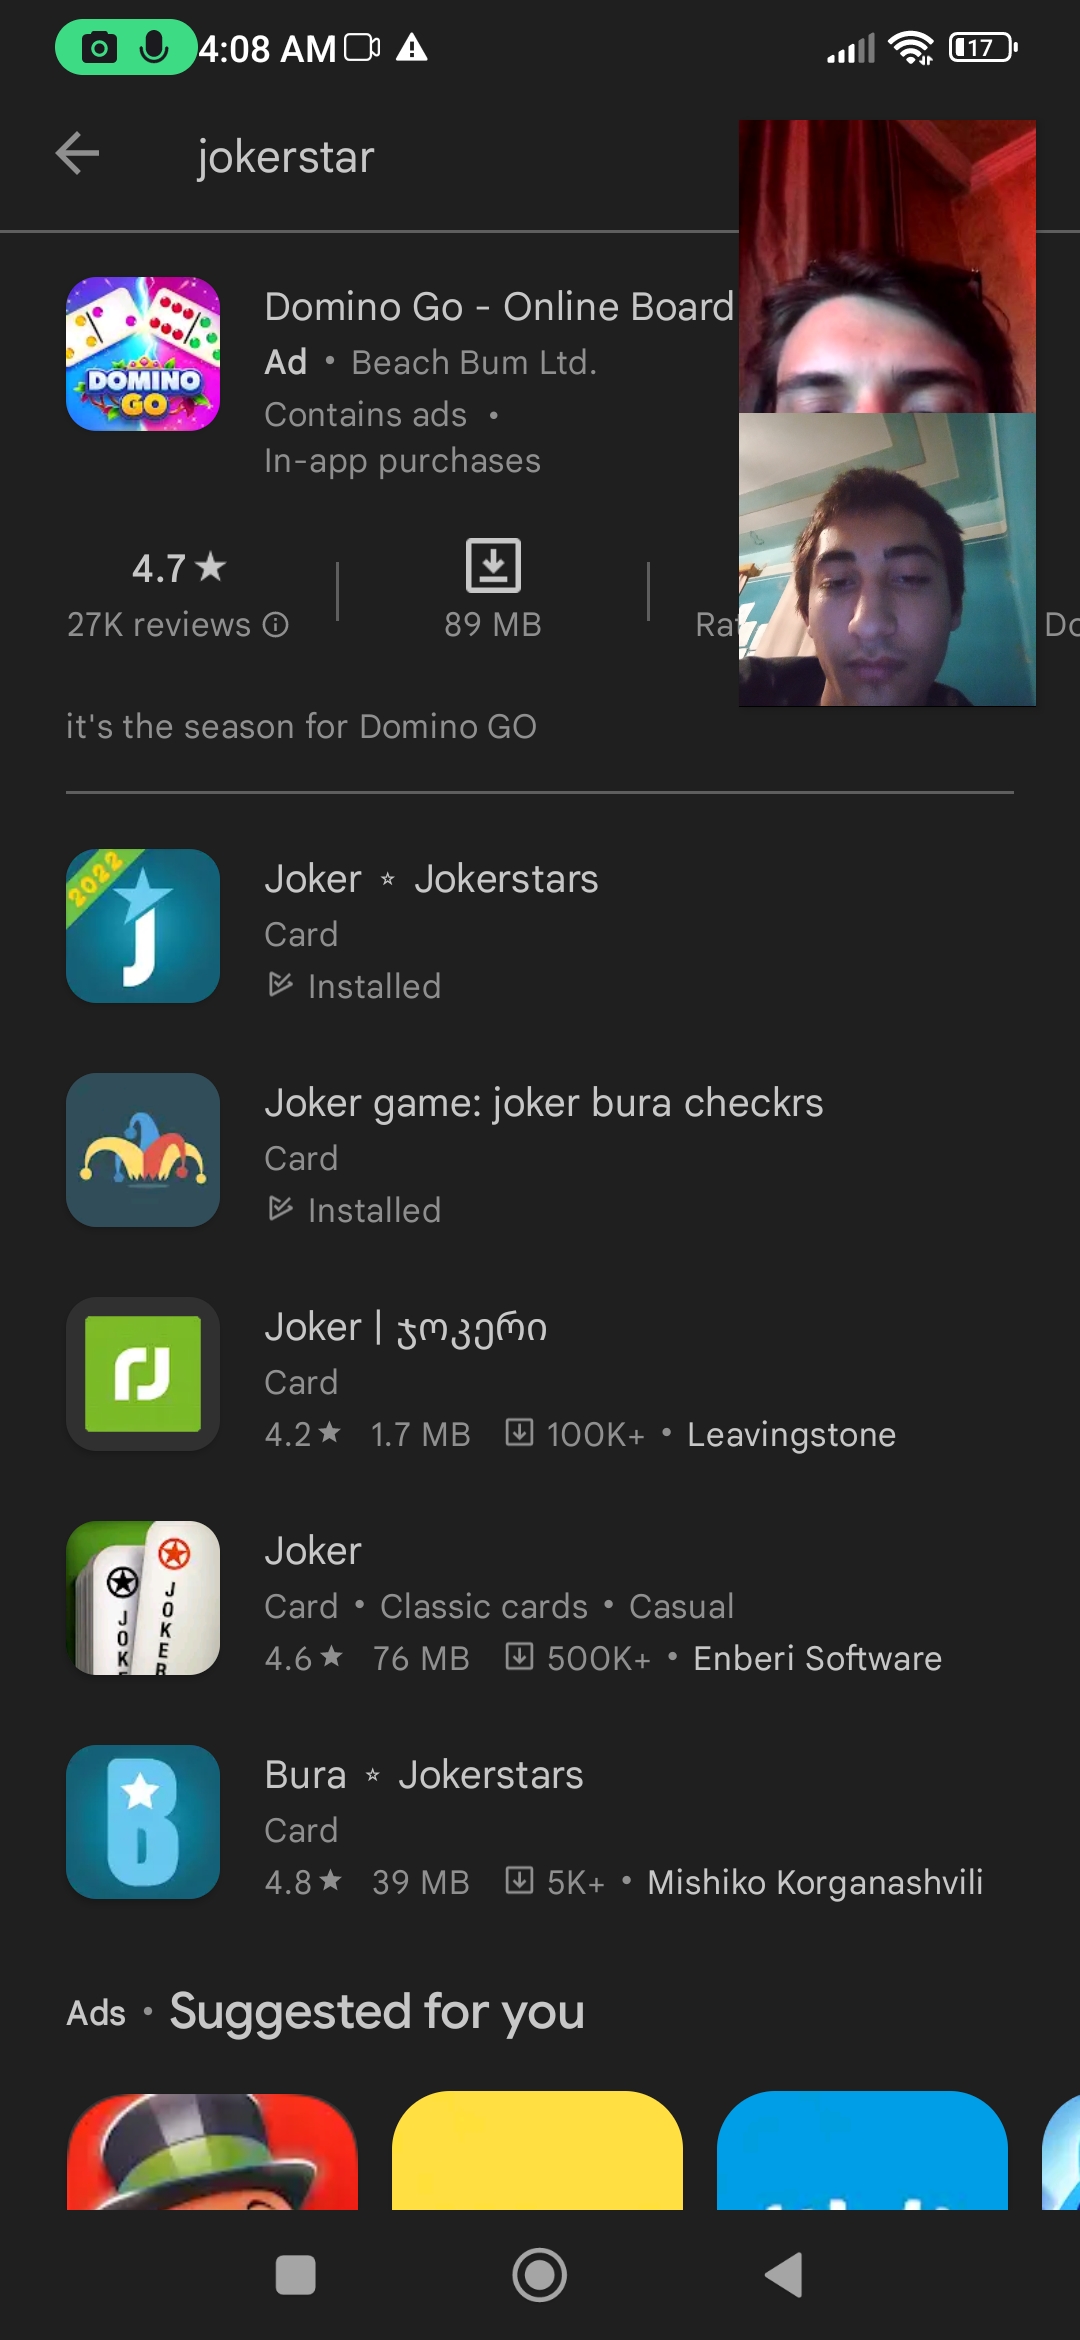 4:08 AM
17
jokerstar
Domino Go - Online Board
Ad • Beach Bum Ltd.
Contains ads •
In-app purchases
DOMINO
GO
4.7★
27K reviews
89 MB
it's the season for Domino GO
2022
J
Joker ⭐ Jokerstars
Card
Installed
Joker game: joker bura checkrs
Card
Installed
Joker | ჯოკერი
Card
4.2★ 1.7 MB 100K+ • Leavingstone
JOKER
Joker
Card • Classic cards • Casual
4.6★ 76 MB 500K+ • Enberi Software
B
Bura ⭐ Jokerstars
Card
4.8★ 39 MB 5K+ • Mishiko Korganashvili
Ads • Suggested for you